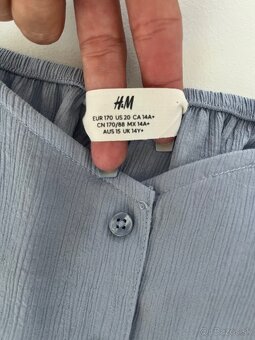 H&M
EUR 170 US 20 CA 14A+
CN 170/88 MX 14A+
AUS 15 UK 14Y+